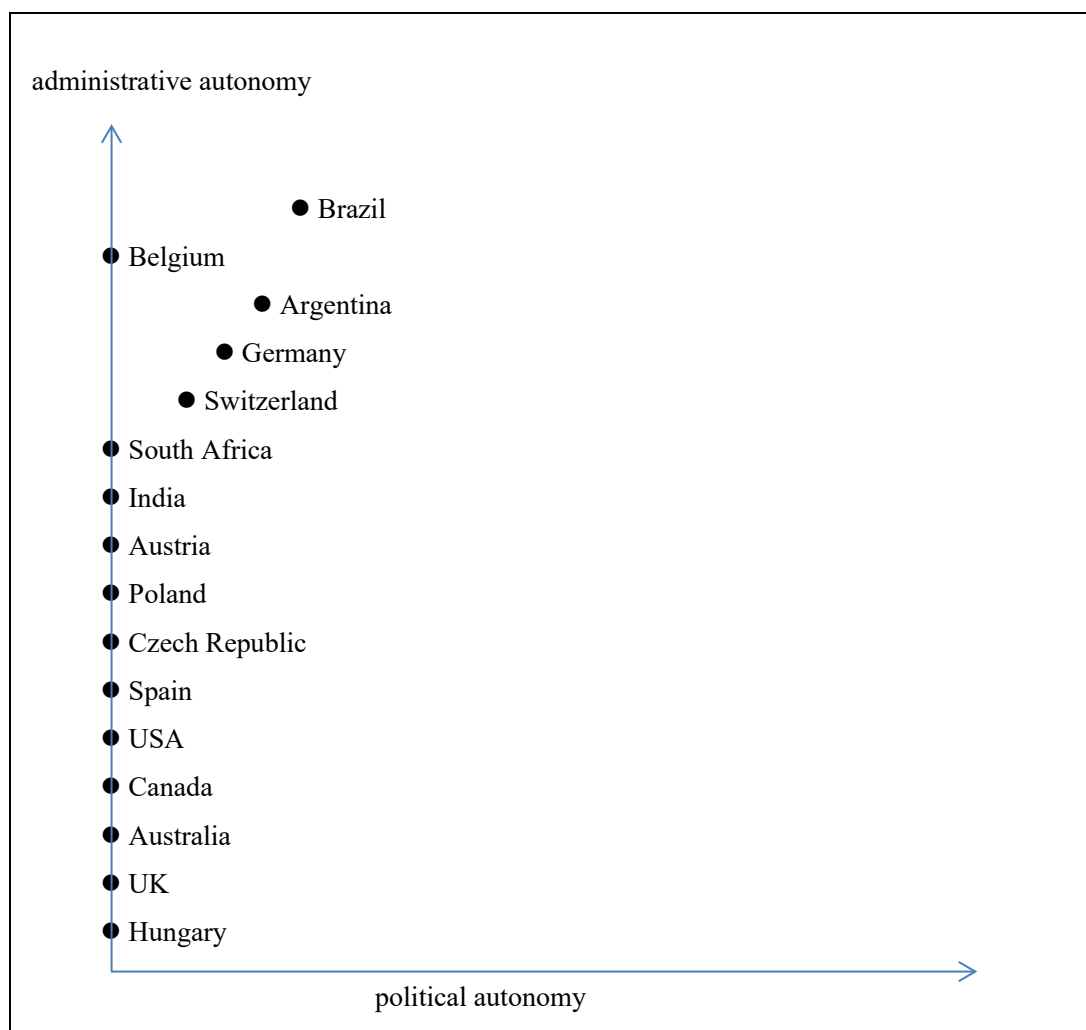 administrative autonomy
Brazil
Belgium
Argentina
Germany
Switzerland
South Africa
India
Austria
Poland
Czech Republic
Spain
USA
Canada
Australia
UK
Hungary
political autonomy